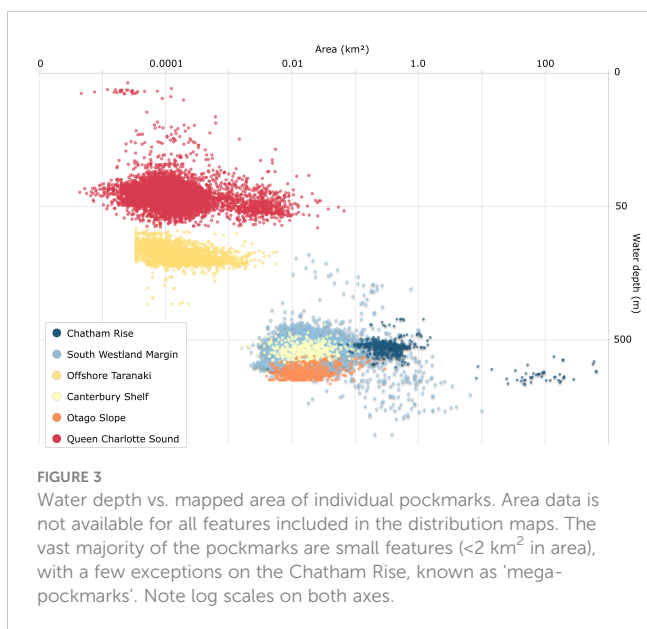 Area (km²)
0 0.0001 0.01 1.0 100
0
50
Water depth (m)
500
Chatham Rise
South Westland Margin
Offshore Taranaki
Canterbury Shelf
Otago Slope
Queen Charlotte Sound
FIGURE 3
Water depth vs. mapped area of individual pockmarks. Area data is
not available for all features included in the distribution maps. The
vast majority of the pockmarks are small features (<2 km² in area),
with a few exceptions on the Chatham Rise, known as ‘mega-
pockmarks’. Note log scales on both axes.